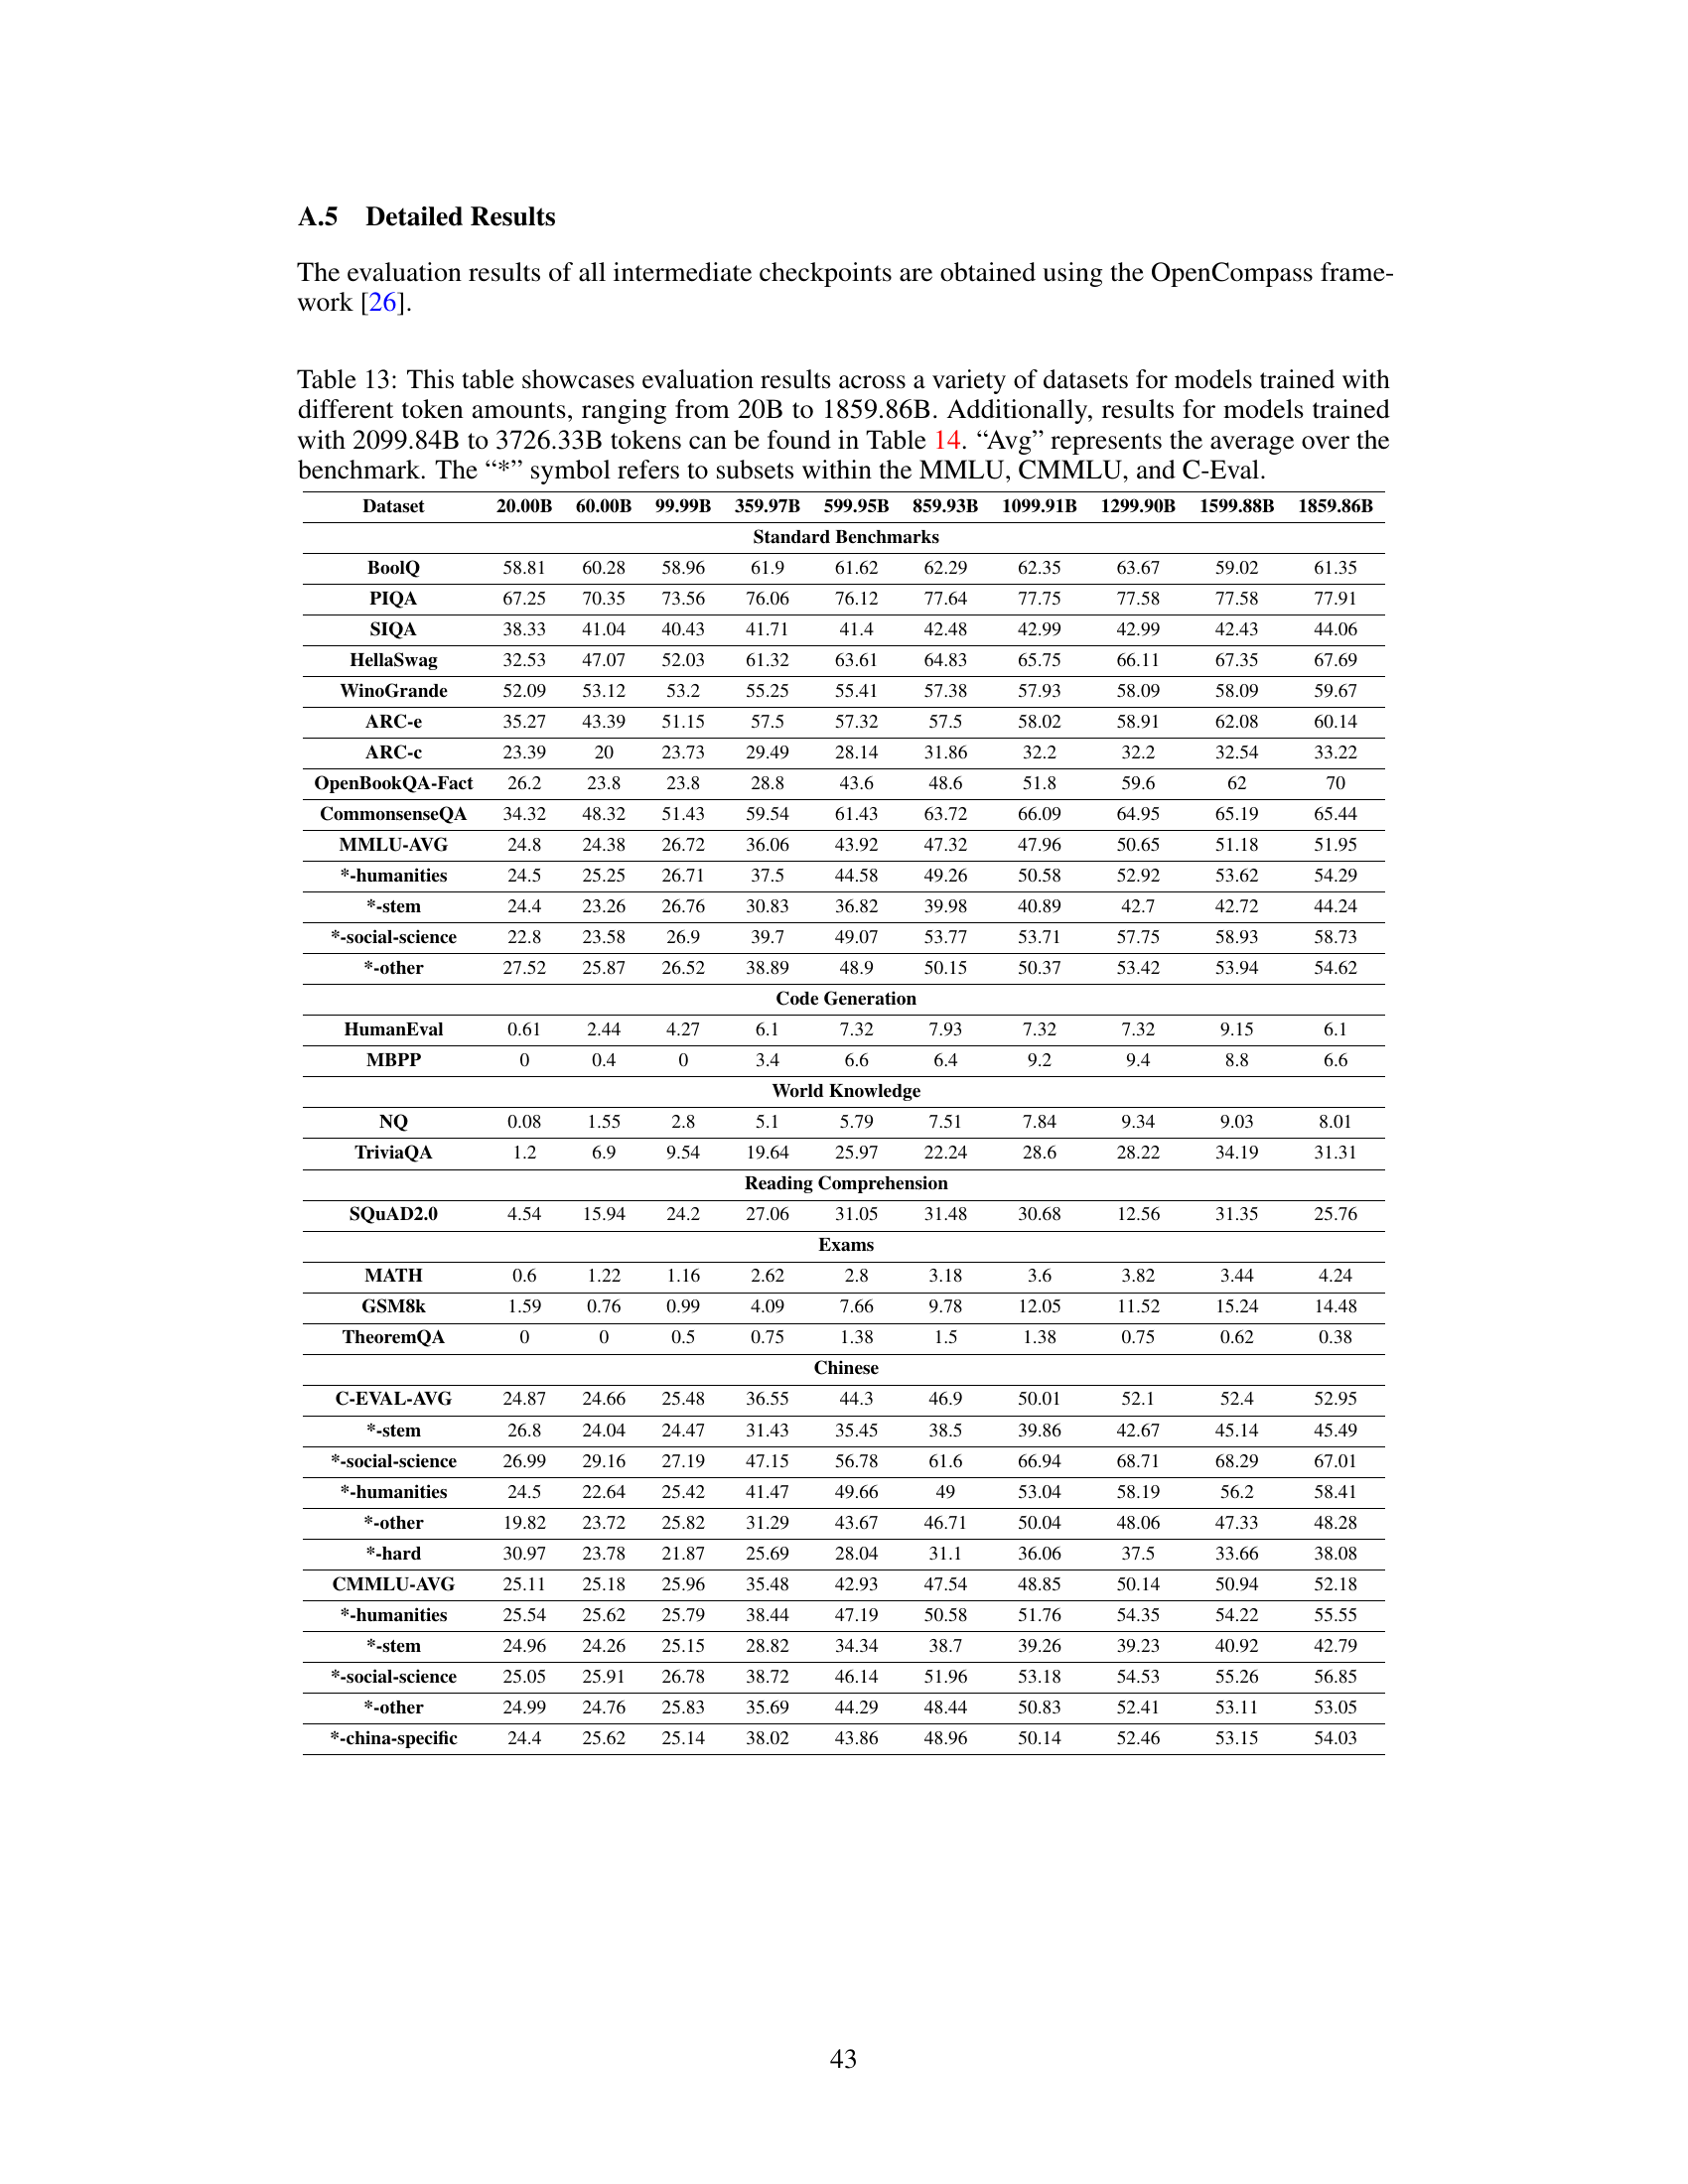 A.5 Detailed Results
The evaluation results of all intermediate checkpoints are obtained using the OpenCompass frame-
work [26].
Table 13: This table showcases evaluation results across a variety of datasets for models trained with
different token amounts, ranging from 20B to 1859.86B. Additionally, results for models trained
with 2099.84B to 3726.33B tokens can be found in Table 14. “Avg” represents the average over the
benchmark. The “*” symbol refers to subsets within the MMLU, CMMLU, and C-Eval.
Dataset 20.00B 60.00B 99.99B 359.97B 599.95B 859.93B 1099.91B 1299.90B 1599.88B 1859.86B
Standard Benchmarks
BoolQ 58.81 60.28 58.96 61.9 61.62 62.29 62.35 63.67 59.02 61.35
PIQA 67.25 70.35 73.56 76.06 76.12 77.64 77.75 77.58 77.58 77.91
SIQA 38.33 41.04 40.43 41.71 41.4 42.48 42.99 42.99 42.43 44.06
HellaSwag 32.53 47.07 52.03 61.32 63.61 64.83 65.75 66.11 67.35 67.69
WinoGrande 52.09 53.12 53.2 55.25 55.41 57.38 57.93 58.09 58.09 59.67
ARC-e 35.27 43.39 51.15 57.5 57.32 57.5 58.02 58.91 62.08 60.14
ARC-c 23.39 20 23.73 29.49 28.14 31.86 32.2 32.2 32.54 33.22
OpenBookQA-Fact 26.2 23.8 23.8 28.8 43.6 48.6 51.8 59.6 62 70
CommonsenseQA 34.32 48.32 51.43 59.54 61.43 63.72 66.09 64.95 65.19 65.44
MMLU-AVG 24.8 24.38 26.72 36.06 43.92 47.32 47.96 50.65 51.18 51.95
*-humanities 24.5 25.25 26.71 37.5 44.58 49.26 50.58 52.92 53.62 54.29
*-stem 24.4 23.26 26.76 30.83 36.82 39.98 40.89 42.7 42.72 44.24
*-social-science 22.8 23.58 26.9 39.7 49.07 53.77 53.71 57.75 58.93 58.73
*-other 27.52 25.87 26.52 38.89 48.9 50.15 50.37 53.42 53.94 54.62
Code Generation
HumanEval 0.61 2.44 4.27 6.1 7.32 7.93 7.32 7.32 9.15 6.1
MBPP 0 0.4 0 3.4 6.6 6.4 9.2 9.4 8.8 6.6
World Knowledge
NQ 0.08 1.55 2.8 5.1 5.79 7.51 7.84 9.34 9.03 8.01
TriviaQA 1.2 6.9 9.54 19.64 25.97 22.24 28.6 28.22 34.19 31.31
Reading Comprehension
SQuAD2.0 4.54 15.94 24.2 27.06 31.05 31.48 30.68 12.56 31.35 25.76
Exams
MATH 0.6 1.22 1.16 2.62 2.8 3.18 3.6 3.82 3.44 4.24
GSM8k 1.59 0.76 0.99 4.09 7.66 9.78 12.05 11.52 15.24 14.48
TheoremQA 0 0 0.5 0.75 1.38 1.5 1.38 0.75 0.62 0.38
Chinese
C-EVAL-AVG 24.87 24.66 25.48 36.55 44.3 46.9 50.01 52.1 52.4 52.95
*-stem 26.8 24.04 24.47 31.43 35.45 38.5 39.86 42.67 45.14 45.49
*-social-science 26.99 29.16 27.19 47.15 56.78 61.6 66.94 68.71 68.29 67.01
*-humanities 24.5 22.64 25.42 41.47 49.66 49 53.04 58.19 56.2 58.41
*-other 19.82 23.72 25.82 31.29 43.67 46.71 50.04 48.06 47.33 48.28
*-hard 30.97 23.78 21.87 25.69 28.04 31.1 36.06 37.5 33.66 38.08
CMMLU-AVG 25.11 25.18 25.96 35.48 42.93 47.54 48.85 50.14 50.94 52.18
*-humanities 25.54 25.62 25.79 38.44 47.19 50.58 51.76 54.35 54.22 55.55
*-stem 24.96 24.26 25.15 28.82 34.34 38.7 39.26 39.23 40.92 42.79
*-social-science 25.05 25.91 26.78 38.72 46.14 51.96 53.18 54.53 55.26 56.85
*-other 24.99 24.76 25.83 35.69 44.29 48.44 50.83 52.41 53.11 53.05
*-china-specific 24.4 25.62 25.14 38.02 43.86 48.96 50.14 52.46 53.15 54.03
43